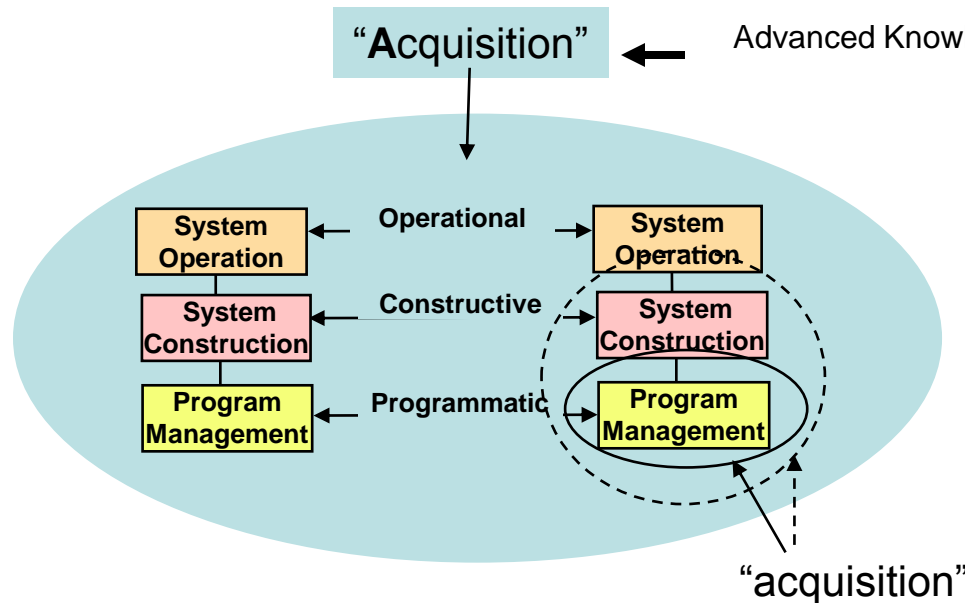 “Acquisition”
Advanced Know
Operational
System
Operation
System
Operation
Constructive
System
Construction
System
Construction
Programmatic
Program
Management
Program
Management
“acquisition”